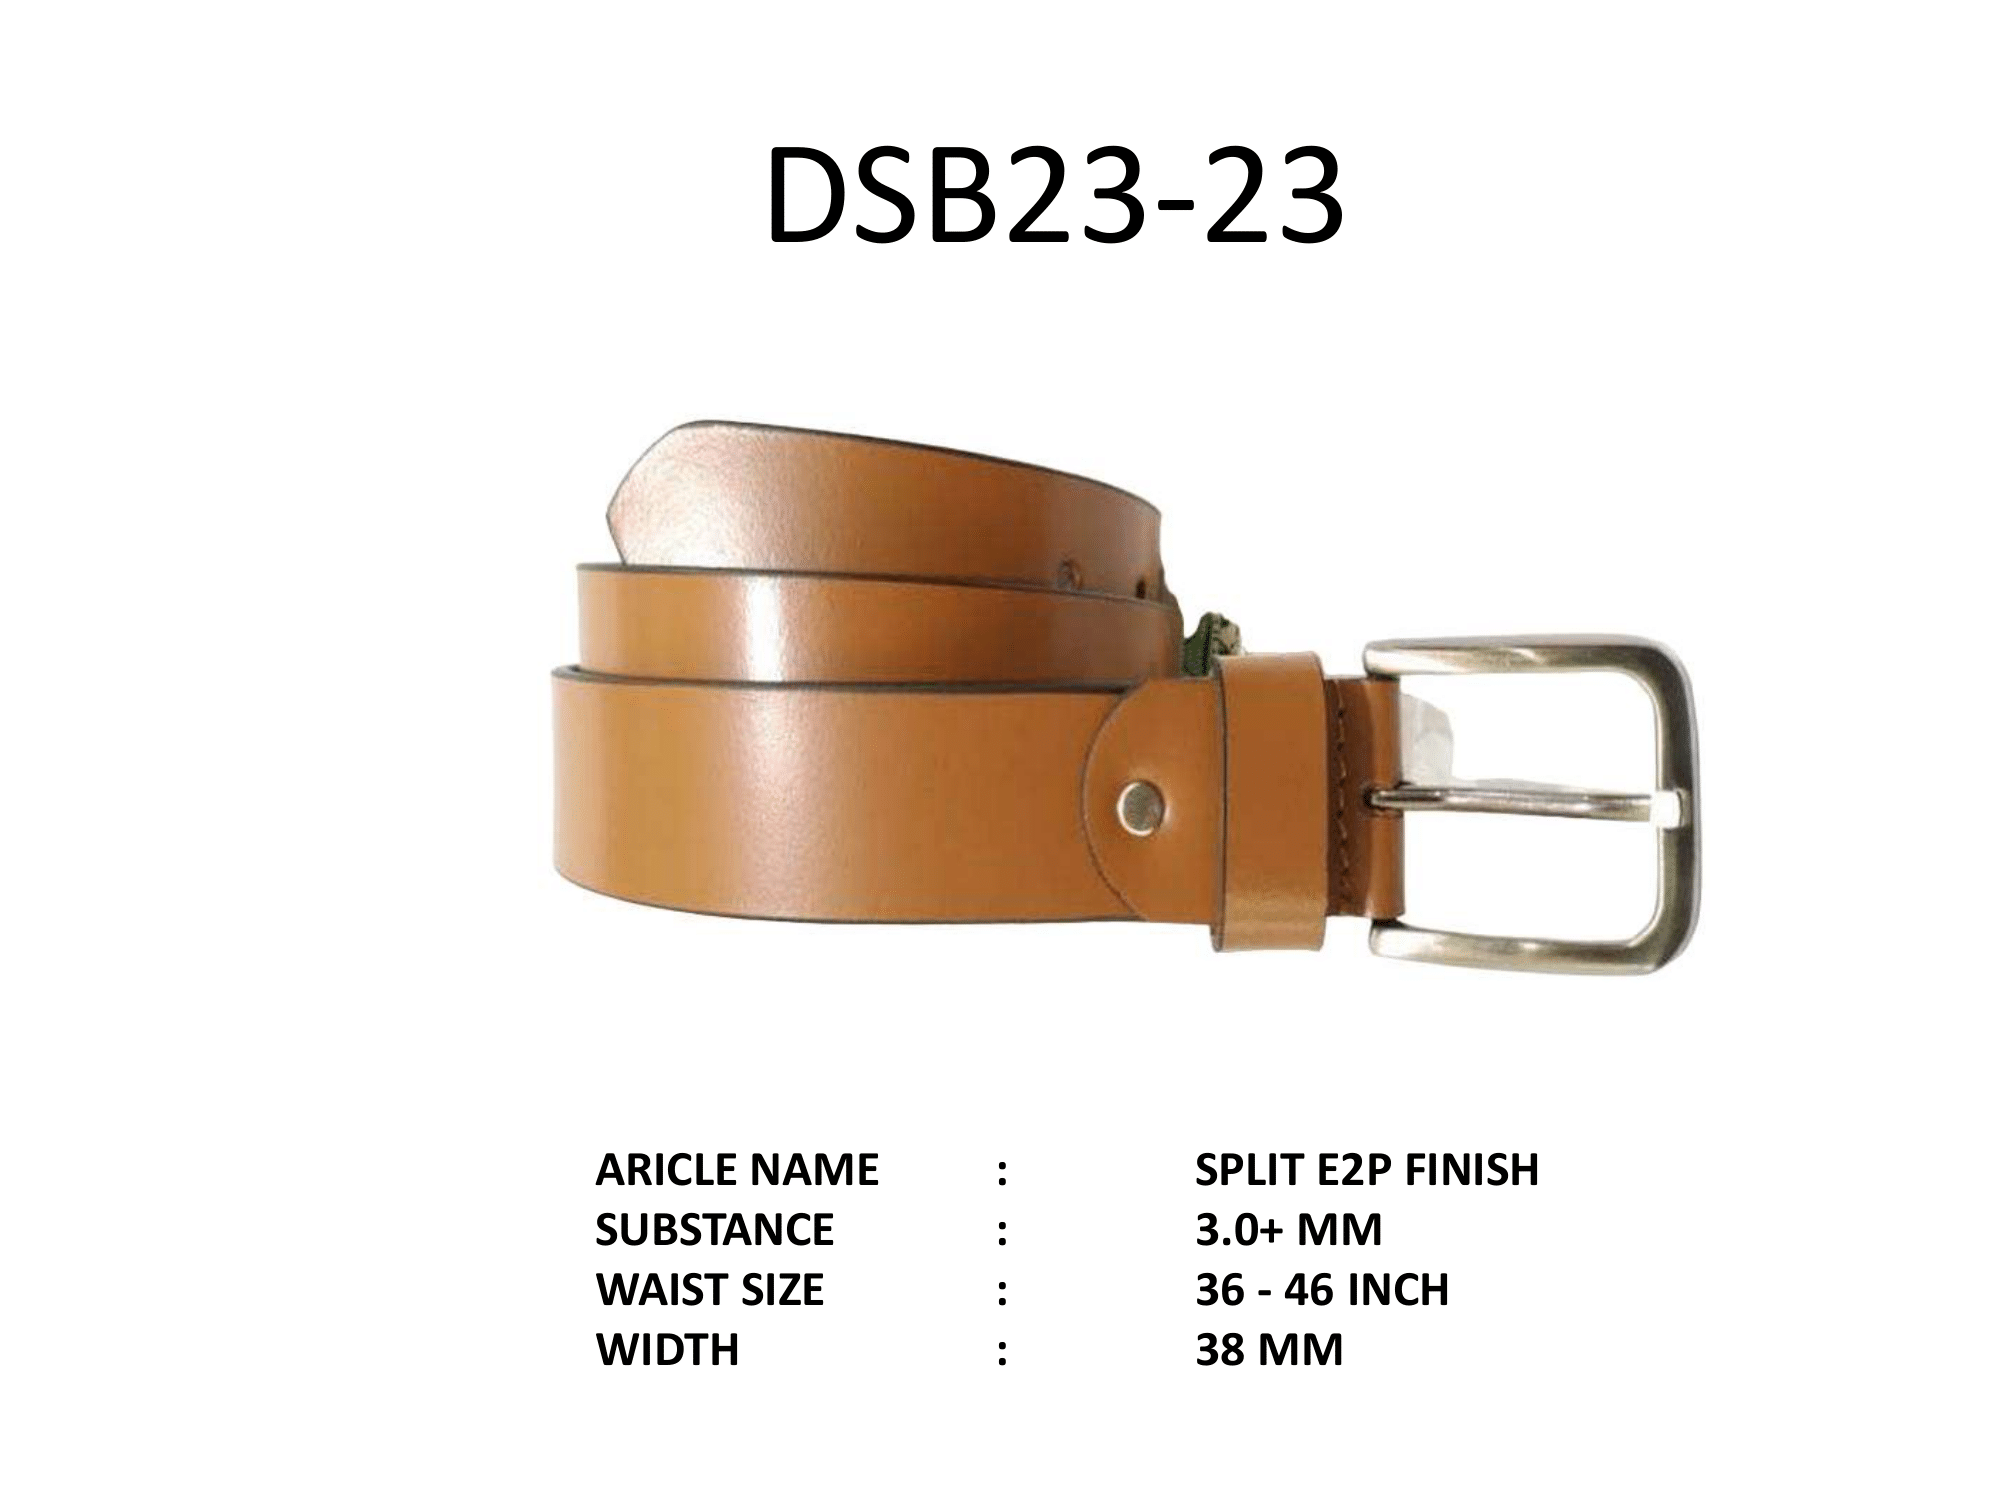 DSB23-23
ARICLE NAME : SPLIT E2P FINISH
SUBSTANCE : 3.0+ MM
WAIST SIZE : 36 - 46 INCH
WIDTH : 38 MM